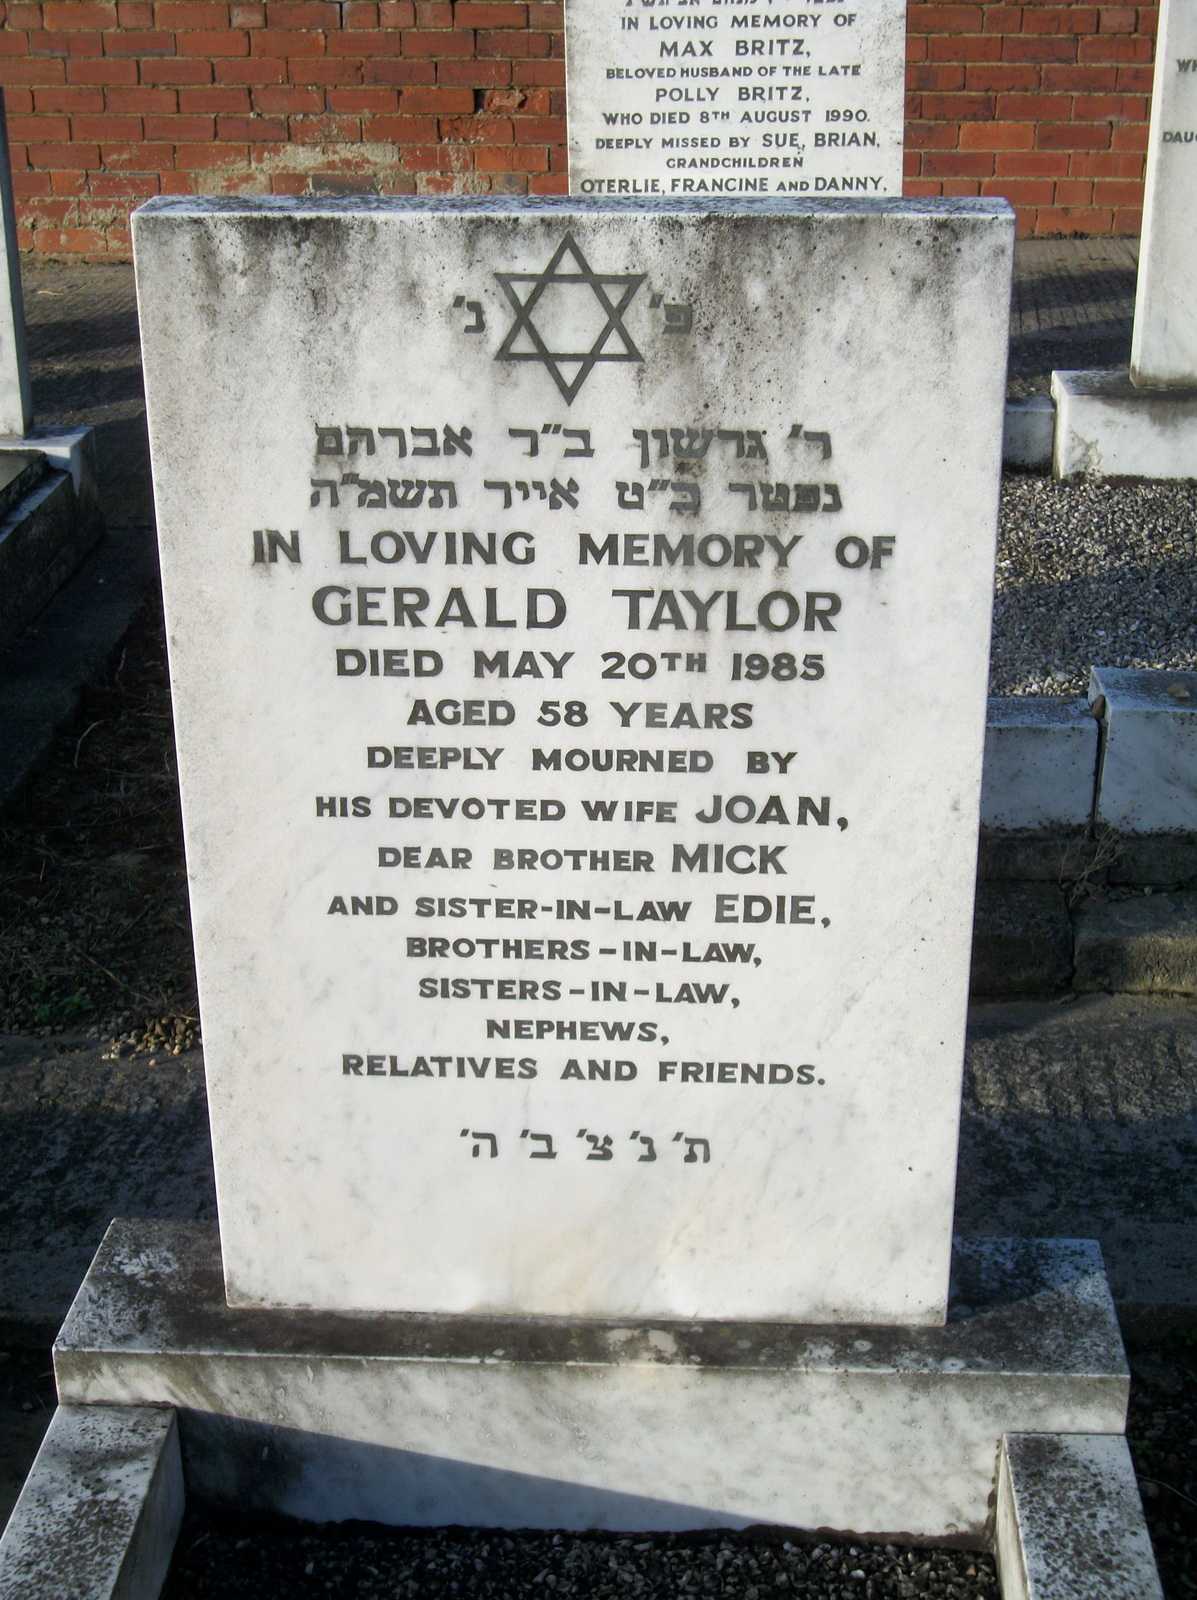 IN LOVING MEMORY OF
MAX BRITZ,
BELOVED HUSBAND OF THE LATE
POLLY BRITZ,
WHO DIED 8TH AUGUST 1990.
DEEPLY MISSED BY SUE, BRIAN,
GRANDCHILDREN
OTERLIE, FRANCINE AND DANNY.
פ' נ'
ר' גרשון ב"ר אברהם
נפטר כ"ט אייר תשמ"ה
IN LOVING MEMORY OF
GERALD TAYLOR
DIED MAY 20TH 1985
AGED 58 YEARS
DEEPLY MOURNED BY
HIS DEVOTED WIFE JOAN,
DEAR BROTHER MICK
AND SISTER-IN-LAW EDIE,
BROTHERS-IN-LAW,
SISTERS-IN-LAW,
NEPHEWS,
RELATIVES AND FRIENDS.
ת' נ' צ' ב' ה'